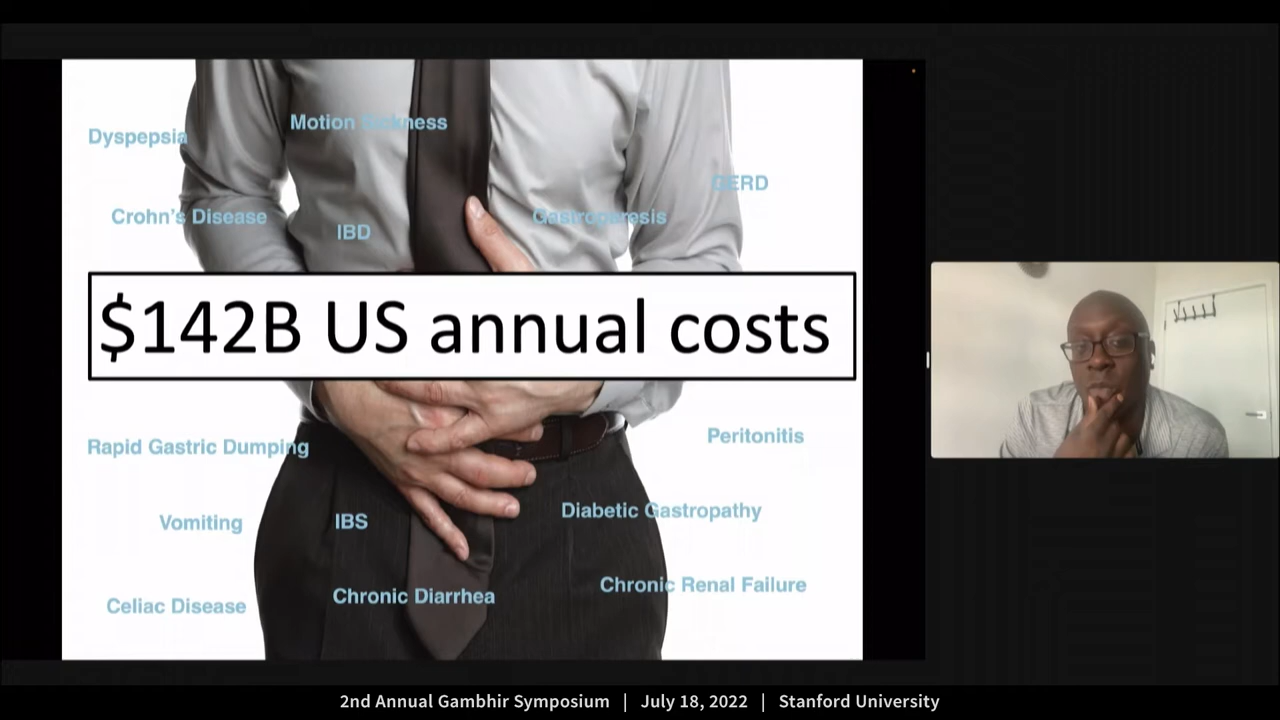 Motion Sickness
Dyspepsia
GERD
Crohn's Disease
Gastroparesis
IBD
$142B US annual costs
Peritonitis
Rapid Gastric Dumping
Diabetic Gastropathy
Vomiting
IBS
Chronic Renal Failure
Chronic Diarrhea
Celiac Disease
2nd Annual Gambhir Symposium | July 18, 2022 | Stanford University